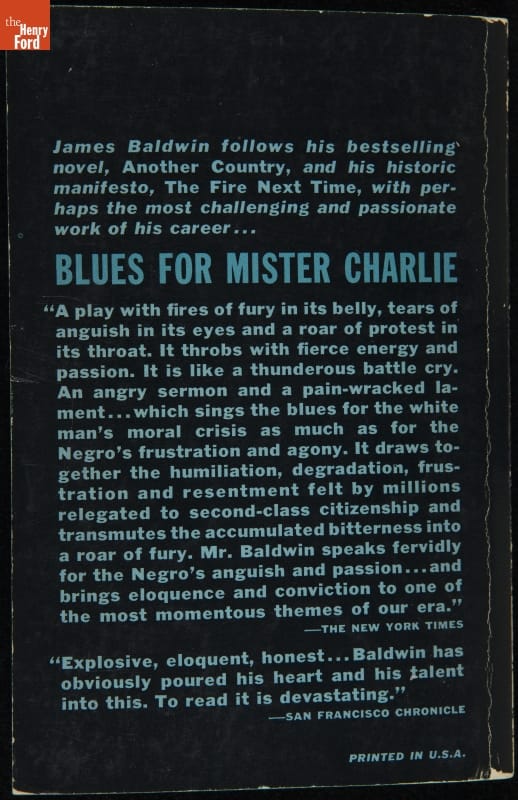 the
Henry
Ford
James Baldwin follows his bestselling
novel, Another Country, and his historic
manifesto, The Fire Next Time, with per-
haps the most challenging and passionate
work of his career...
BLUES FOR MISTER CHARLIE
“A play with fires of fury in its belly, tears of
anguish in its eyes and a roar of protest in
its throat. It throbs with fierce energy and
passion. It is like a thunderous battle cry.
An angry sermon and a pain-wracked la-
ment...which sings the blues for the white
man's moral crisis as much as for the
Negro's frustration and agony. It draws to-
gether the humiliation, degradation, frus-
tration and resentment felt by millions
relegated to second-class citizenship and
transmutes the accumulated bitterness into
a roar of fury. Mr. Baldwin speaks fervidly
for the Negro's anguish and passion...and
brings eloquence and conviction to one of
the most momentous themes of our era.”
—THE NEW YORK TIMES
“Explosive, eloquent, honest...Baldwin has
obviously poured his heart and his talent
into this. To read it is devastating.”
—SAN FRANCISCO CHRONICLE
PRINTED IN U.S.A.